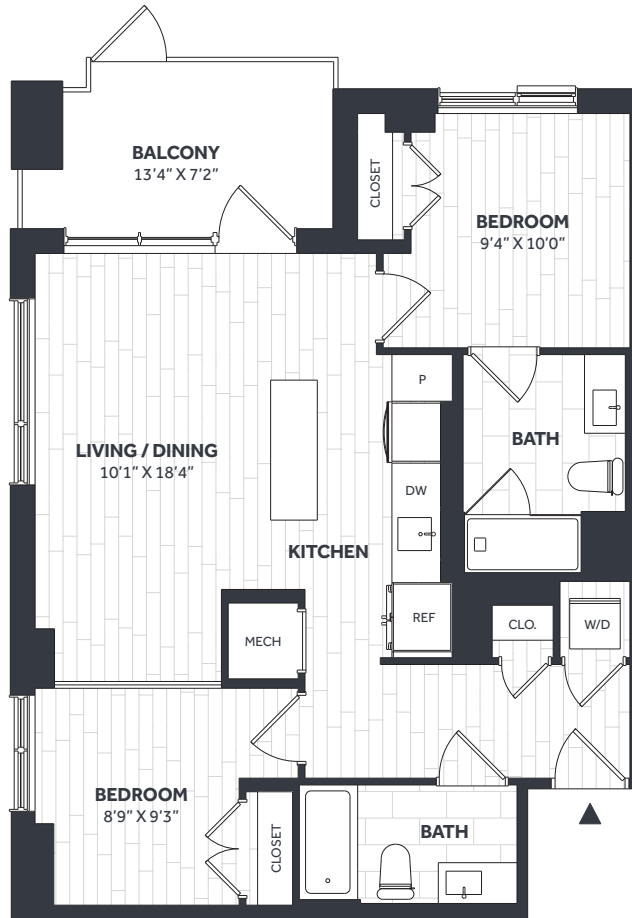 BALCONY
13'4" X 7'2"
CLOSET
BEDROOM
9'4" X 10'0"
P
LIVING / DINING
10'1" X 18'4"
BATH
DW
KITCHEN
REF
CLO.
W/D
MECH
BEDROOM
8'9" X 9'3"
CLOSET
BATH